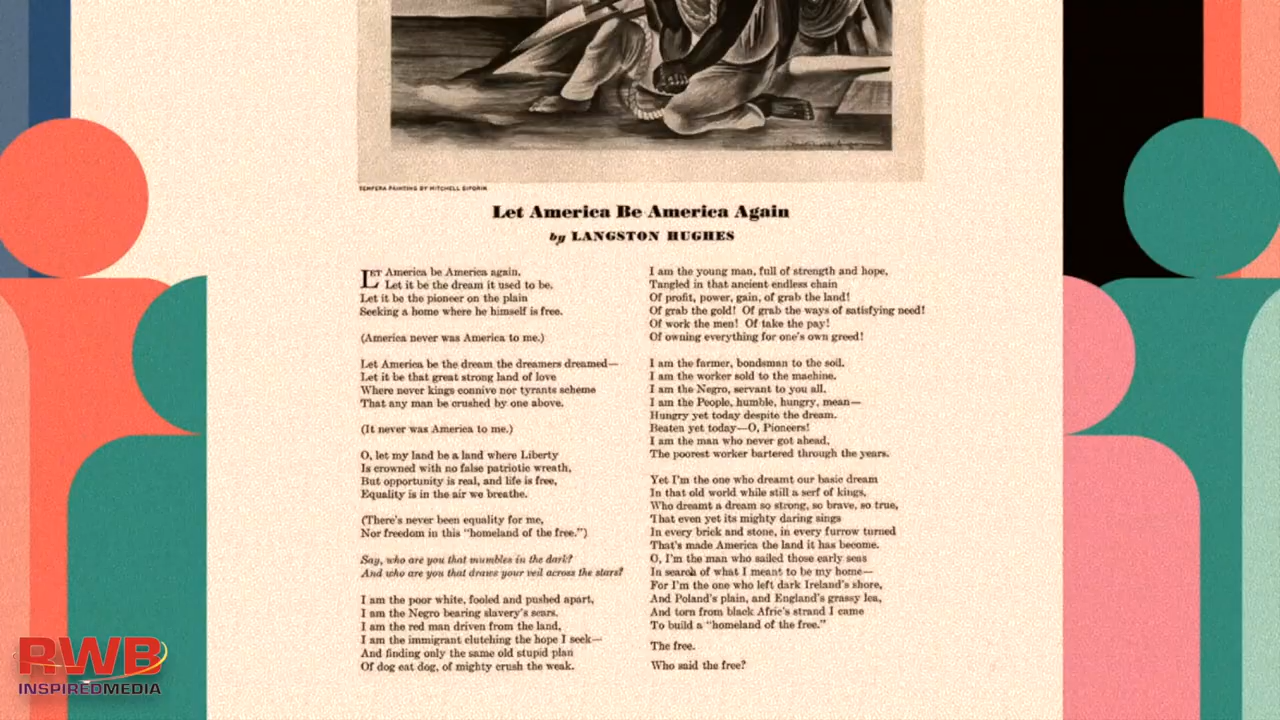 TEMPERA PAINTING BY MITCHELL SIPORIN
Let America Be America Again
by LANGSTON HUGHES
LET America be America again,
Let it be the dream it used to be.
Let it be the pioneer on the plain
Seeking a home where he himself is free.
(America never was America to me.)
Let America be the dream the dreamers dreamed—
Let it be that great strong land of love
Where never kings connive nor tyrants scheme
That any man be crushed by one above.
(It never was America to me.)
O, let my land be a land where Liberty
Is crowned with no false patriotic wreath,
But opportunity is real, and life is free,
Equality is in the air we breathe.
(There's never been equality for me,
Nor freedom in this "homeland of the free.")
Say, who are you that mumbles in the dark?
And who are you that draws your veil across the stars?
I am the poor white, fooled and pushed apart,
I am the Negro bearing slavery's scars.
I am the red man driven from the land,
I am the immigrant clutching the hope I seek—
And finding only the same old stupid plan
Of dog eat dog, of mighty crush the weak.
I am the young man, full of strength and hope,
Tangled in that ancient endless chain
Of profit, power, gain, of grab the land!
Of grab the gold! Of grab the ways of satisfying need!
Of work the men! Of take the pay!
Of owning everything for one's own greed!
I am the farmer, bondsman to the soil.
I am the worker sold to the machine.
I am the Negro, servant to you all.
I am the People, humble, hungry, mean—
Hungry yet today despite the dream.
Beaten yet today—O, Pioneers!
I am the man who never got ahead,
The poorest worker bartered through the years.
Yet I'm the one who dreamt our basic dream
In that old world while still a serf of kings,
Who dreamt a dream so strong, so brave, so true,
That even yet its mighty daring sings
In every brick and stone, in every furrow turned
That's made America the land it has become.
O, I'm the man who sailed those early seas
In search of what I meant to be my home—
For I'm the one who left dark Ireland's shore,
And Poland's plain, and England's grassy lea,
And torn from black Afric's strand I came
To build a "homeland of the free."
The free.
Who said the free?
RWB
INSPIREDMEDIA